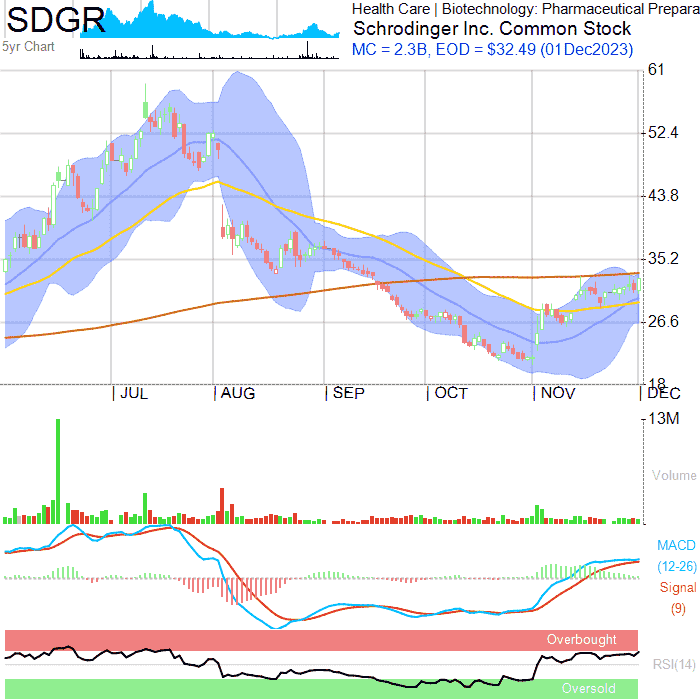 SDGR
5yr Chart
Health Care | Biotechnology: Pharmaceutical Prepara
Schrodinger Inc. Common Stock
MC = 2.3B, EOD = $32.49 (01Dec2023)
61
52.4
43.8
35.2
26.6
18
JUL
AUG
SEP
OCT
NOV
DEC
13M
Volume
MACD
(12-26)
Signal
(9)
Overbought
RSI(14)
Oversold